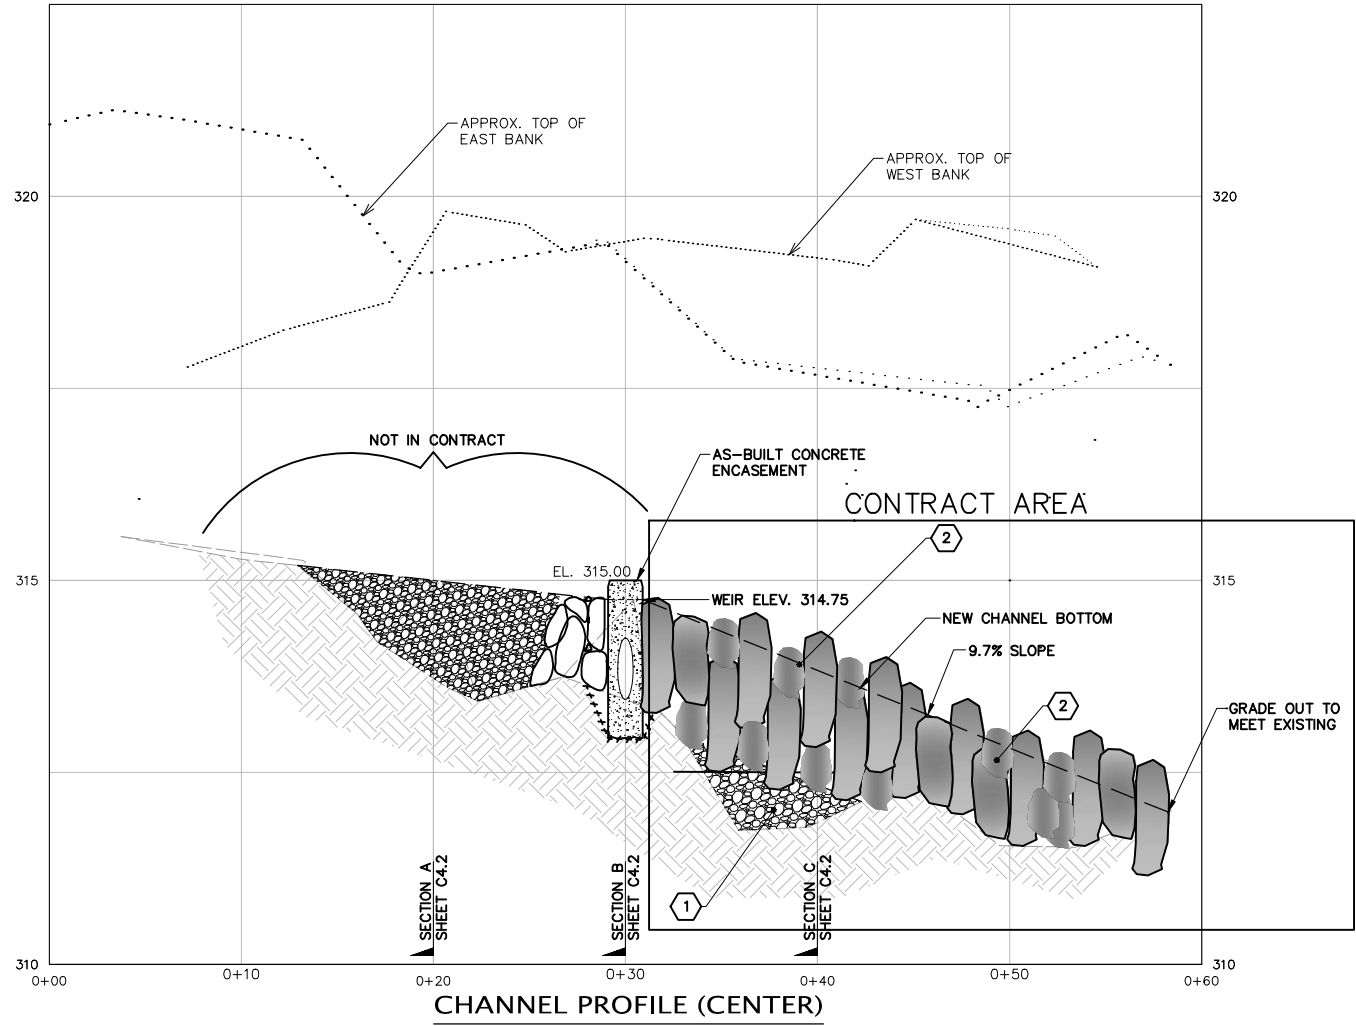 APPROX. TOP OF
EAST BANK
APPROX. TOP OF
WEST BANK
320
320
NOT IN CONTRACT
AS-BUILT CONCRETE
ENCASEMENT
CONTRACT AREA
2
EL. 315.00
315
315
WEIR ELEV. 314.75
NEW CHANNEL BOTTOM
9.7% SLOPE
2
GRADE OUT TO
MEET EXISTING
1
SECTION A
SHEET C4.2
SECTION B
SHEET C4.2
SECTION C
SHEET C4.2
310
310
0+00
0+10
0+20
0+30
0+40
0+50
0+60
CHANNEL PROFILE (CENTER)